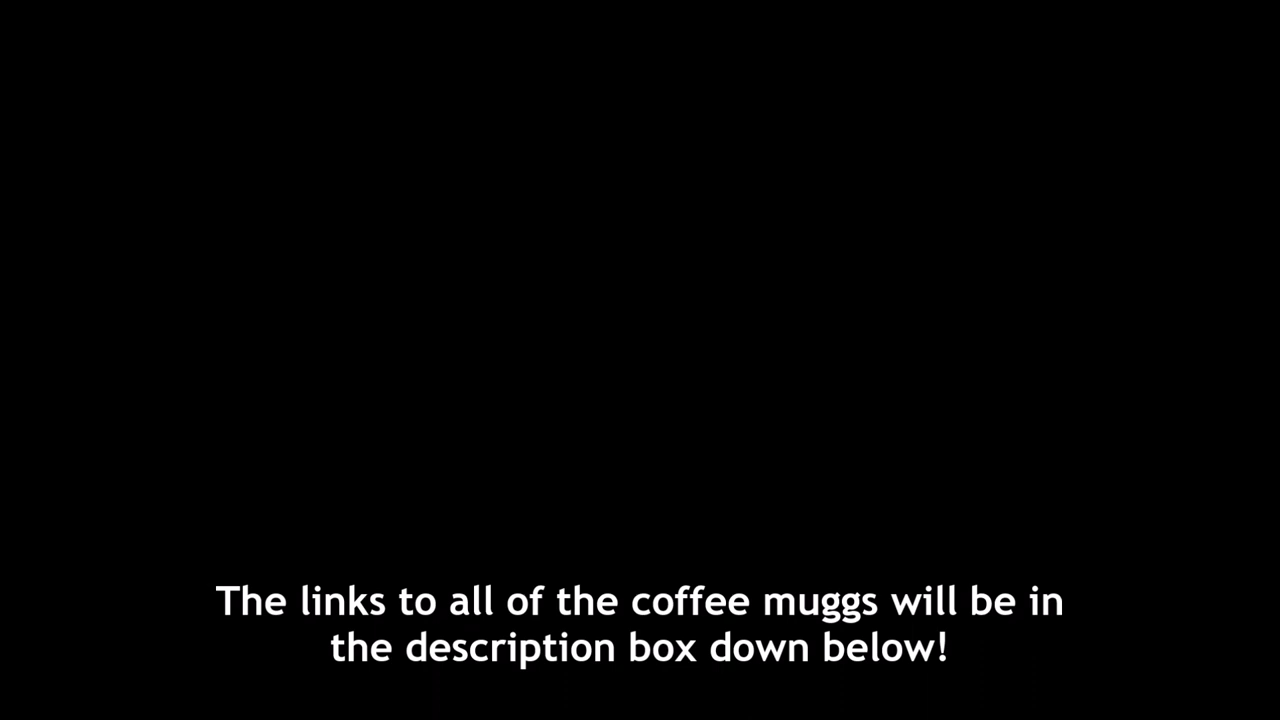 The links to all of the coffee muggs will be in
the description box down below!